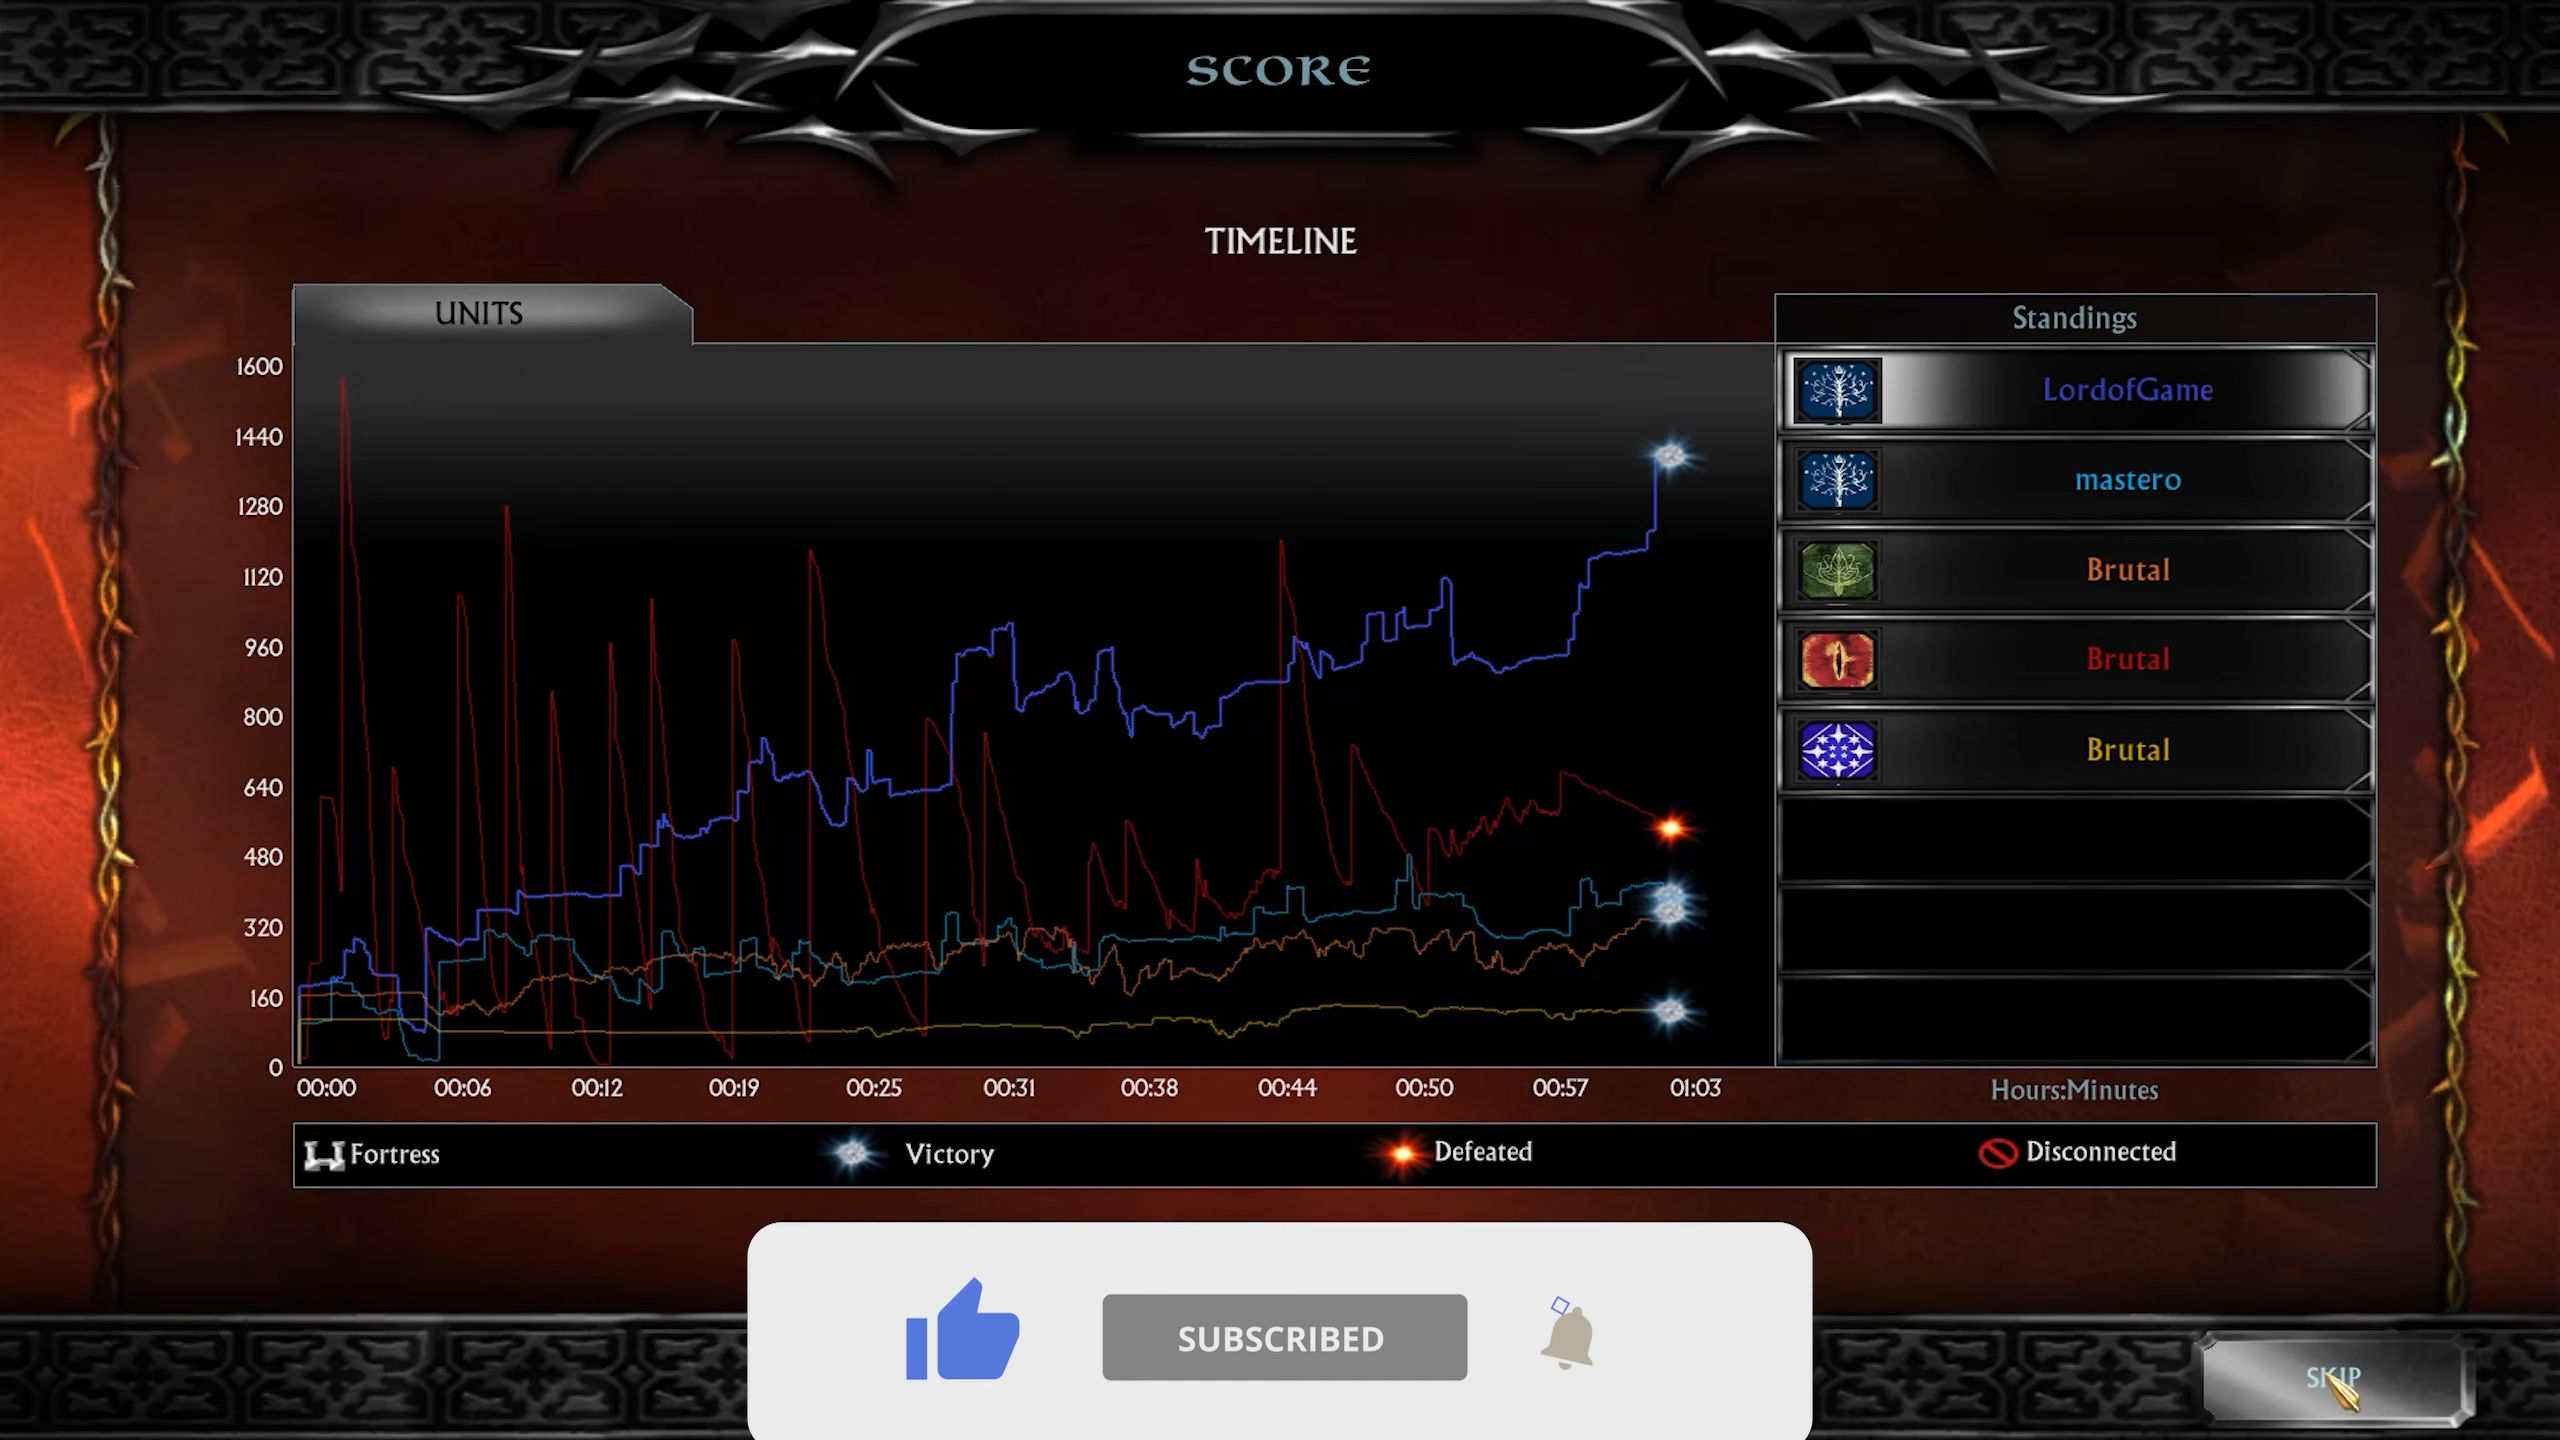 SCORE
TIMELINE
UNITS
Standings
1600
1440
1280
1120
960
800
640
480
320
160
0
LordofGame
mastero
Brutal
Brutal
Brutal
00:00 00:06 00:12 00:19 00:25 00:31 00:38 00:44 00:50 00:57 01:03
Hours:Minutes
Fortress Victory Defeated Disconnected
SUBSCRIBED
SKIP